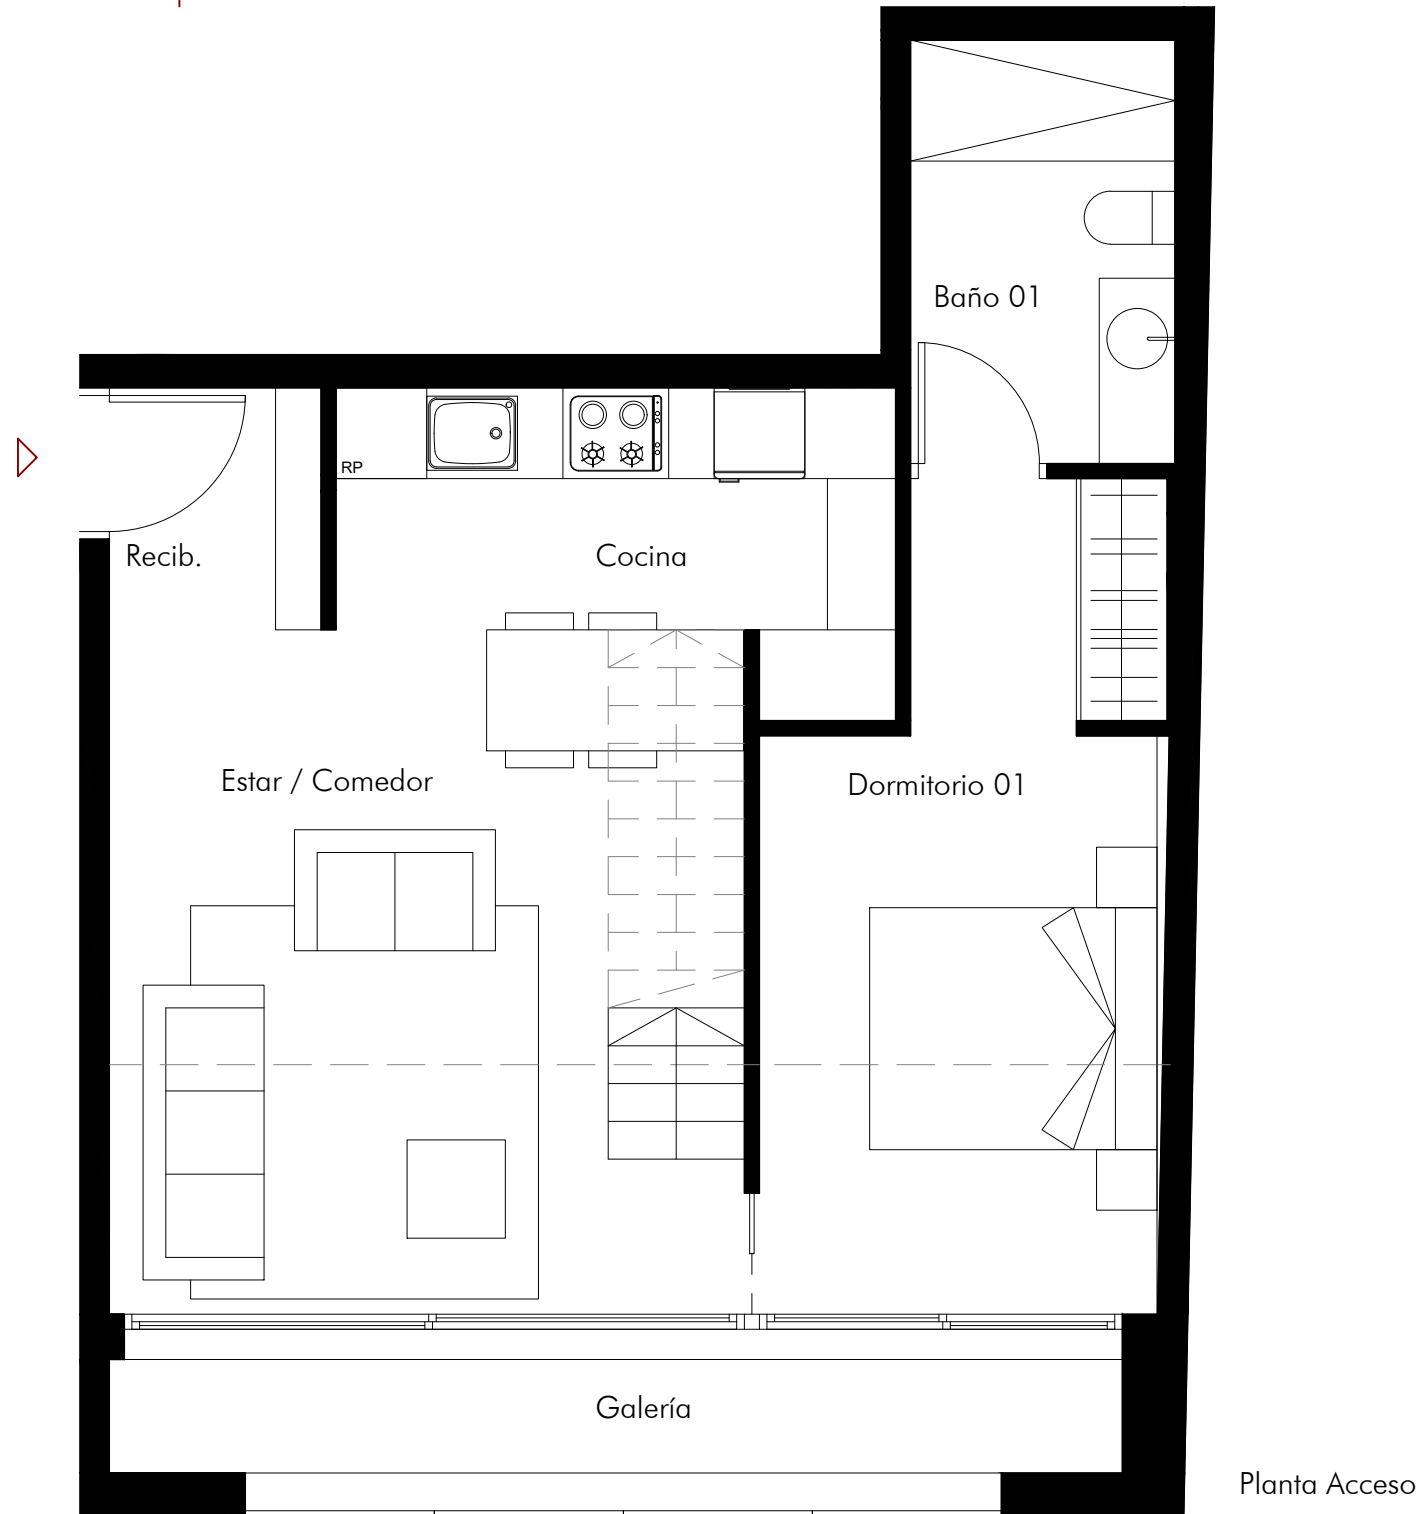 Baño 01
RP
Recib.
Cocina
Estar / Comedor
Dormitorio 01
Galería
Planta Acceso